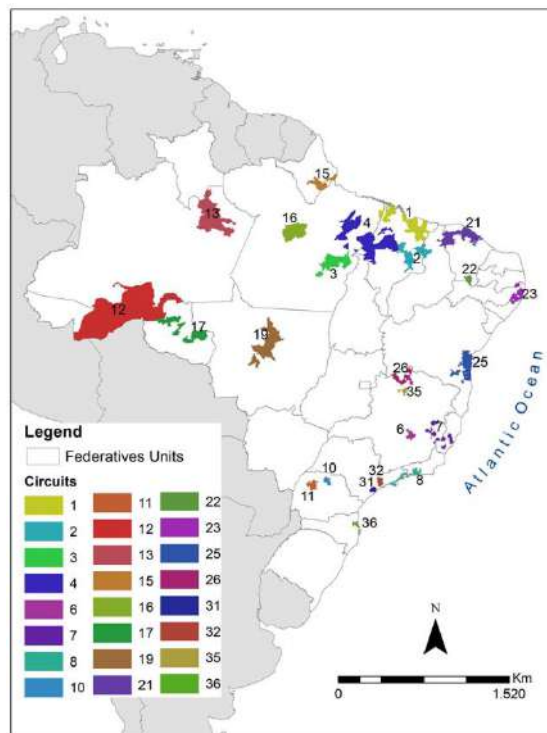 15
1
4
21
13
16
2
3
22
23
12
17
19
25
26
35
6
7
32
8
10
31
11
36
Atlantic Ocean
Legend
Federatives Units
Circuits
1 11 22
2 12 23
3 13 25
4 15 26
6 16 31
7 17 32
8 19 35
10 21 36
N
Km
0 1.520